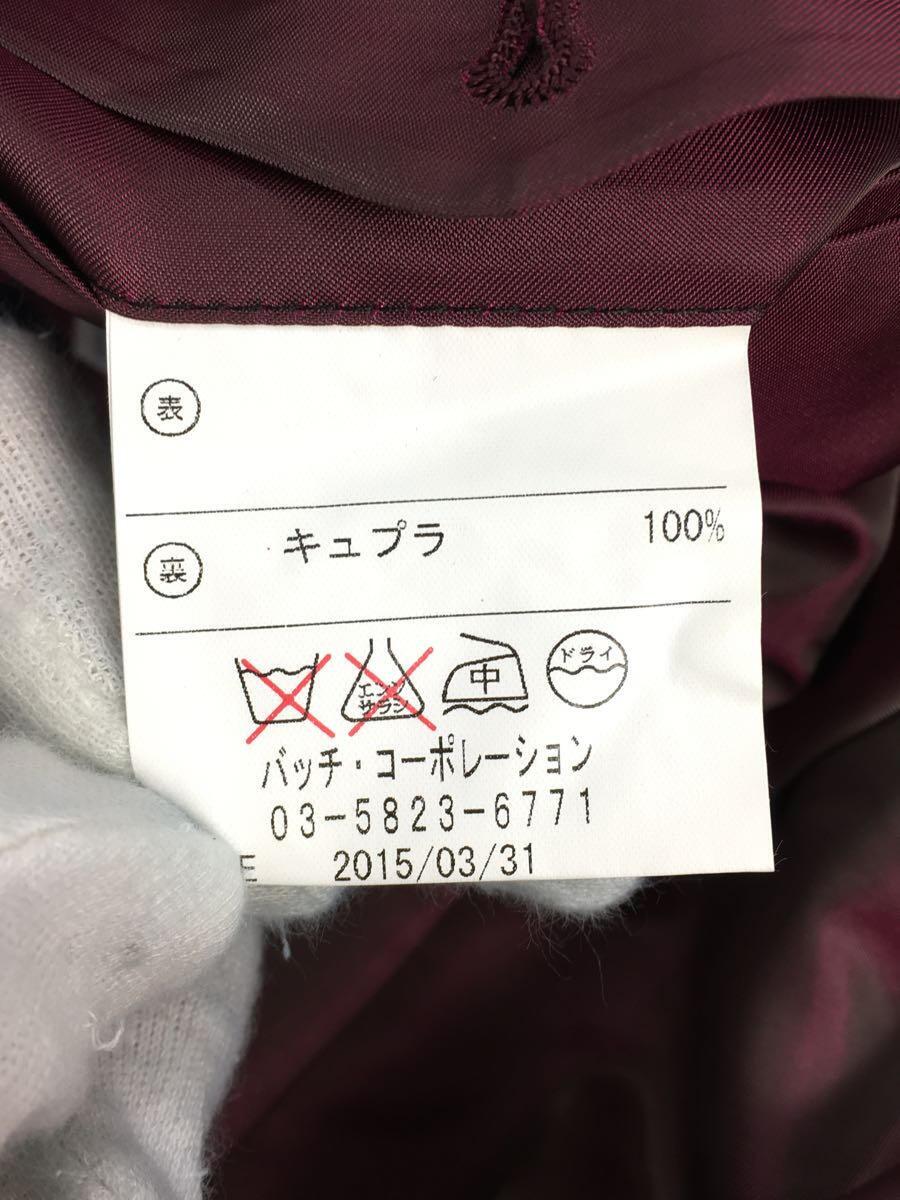 表
裏 キュプラ 100%
エンソ
サラシ
中
ドライ
バッチ・コーポレーション
03-5823-6771
E 2015/03/31